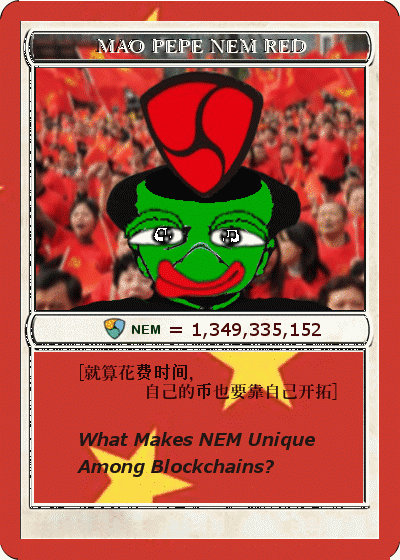 MAO PEPE NEM RED
NEM = 1,349,335,152
[就算花费时间,
自己的币也要靠自己开拓]
What Makes NEM Unique
Among Blockchains?